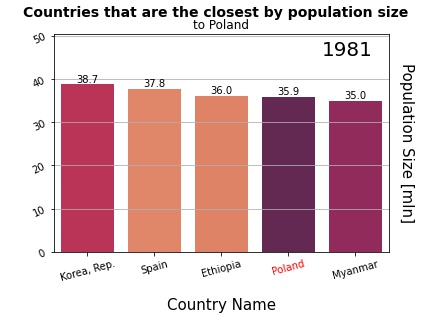 Countries that are the closest by population size
to Poland
1981
50
40
30
20
10
0
38.7
37.8
36.0
35.9
35.0
Korea, Rep.
Spain
Ethiopia
Poland
Myanmar
Country Name
Population Size [mln]